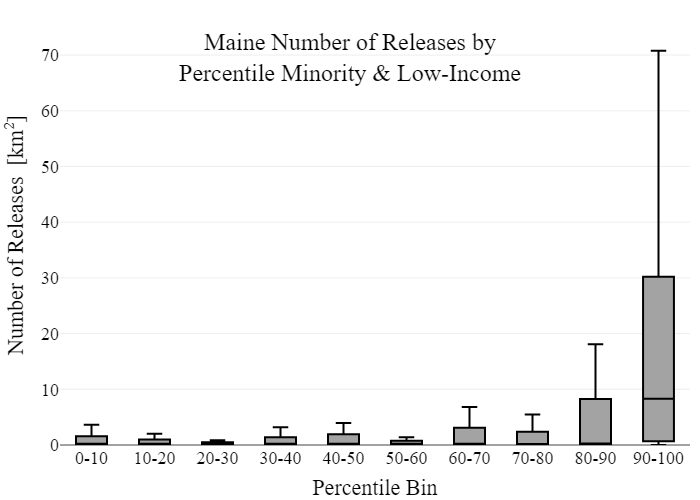 Maine Number of Releases by
Percentile Minority & Low-Income
Number of Releases [km²]
70
60
50
40
30
20
10
0
0-10 10-20 20-30 30-40 40-50 50-60 60-70 70-80 80-90 90-100
Percentile Bin